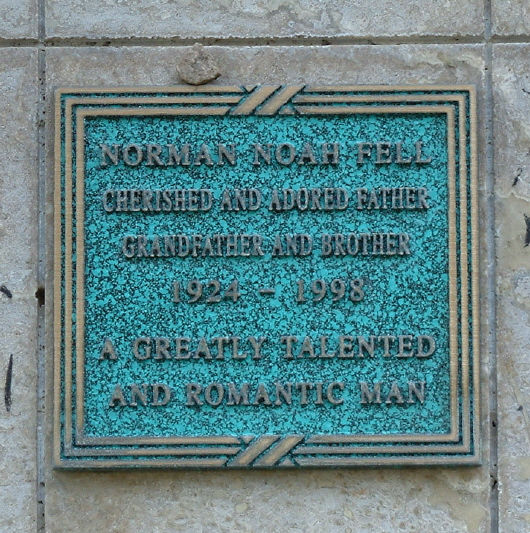 NORMAN NOAH FELL
CHERISHED AND ADORED FATHER
GRANDFATHER AND BROTHER
1924 - 1998
A GREATLY TALENTED
AND ROMANTIC MAN